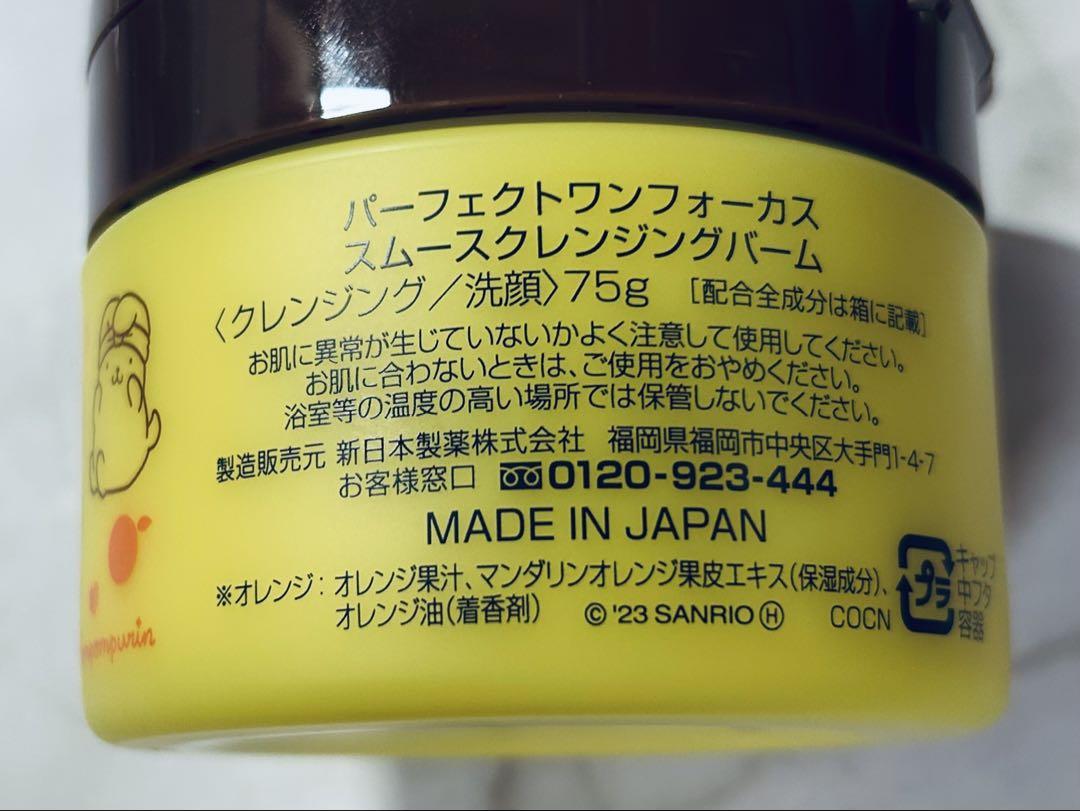 パーフェクトワンフォーカス
スムースクレンジングバーム
〈クレンジング／洗顔〉75g [配合全成分は箱に記載]
お肌に異常が生じていないかよく注意して使用してください。
お肌に合わないときは、ご使用をおやめください。
浴室等の温度の高い場所では保管しないでください。
製造販売元 新日本製薬株式会社 福岡県福岡市中央区大手門1-4-7
お客様窓口 0120-923-444
MADE IN JAPAN
※オレンジ：オレンジ果汁、マンダリンオレンジ果皮エキス(保湿成分)、
オレンジ油(着香剤) © '23 SANRIO Ⓗ COCN
プラ
キャップ
中フタ
容器